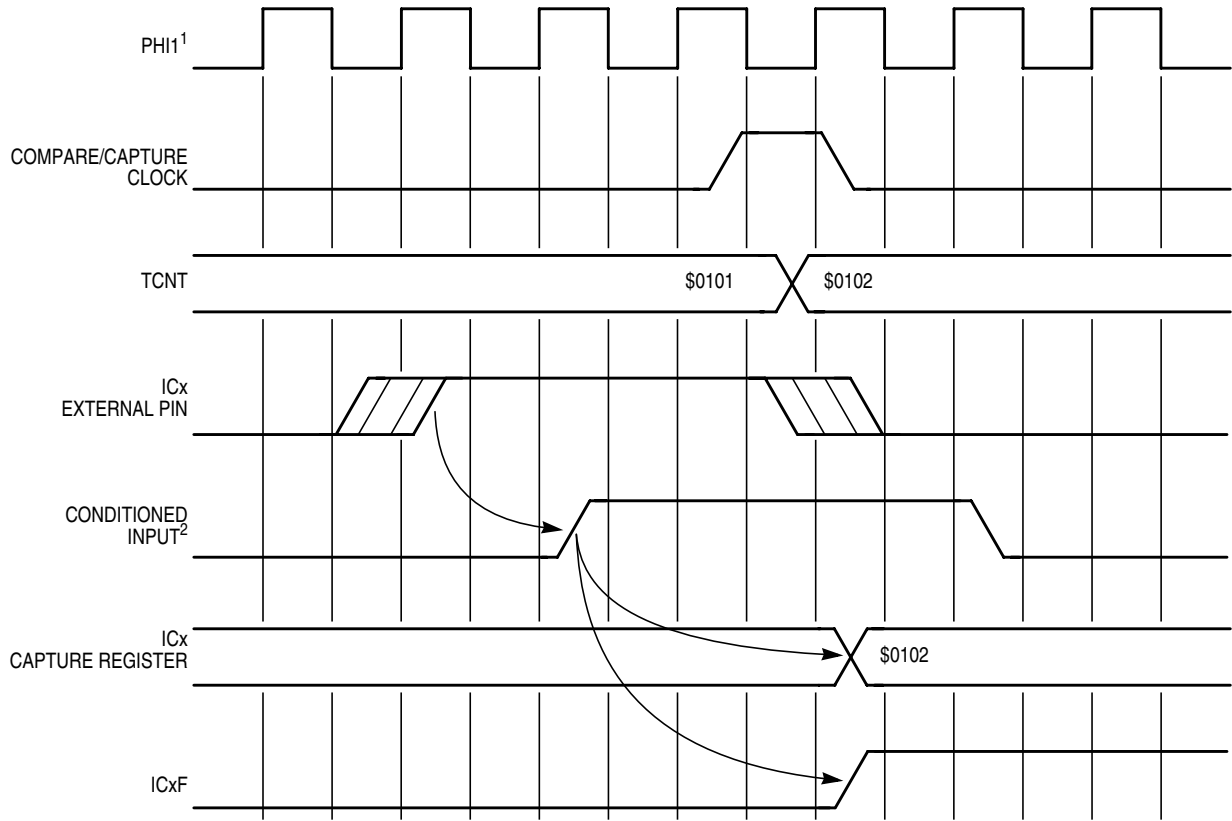 PHI1¹
COMPARE/CAPTURE
CLOCK
TCNT
$0101
$0102
ICx
EXTERNAL PIN
CONDITIONED
INPUT²
ICx
CAPTURE REGISTER
$0102
ICxF